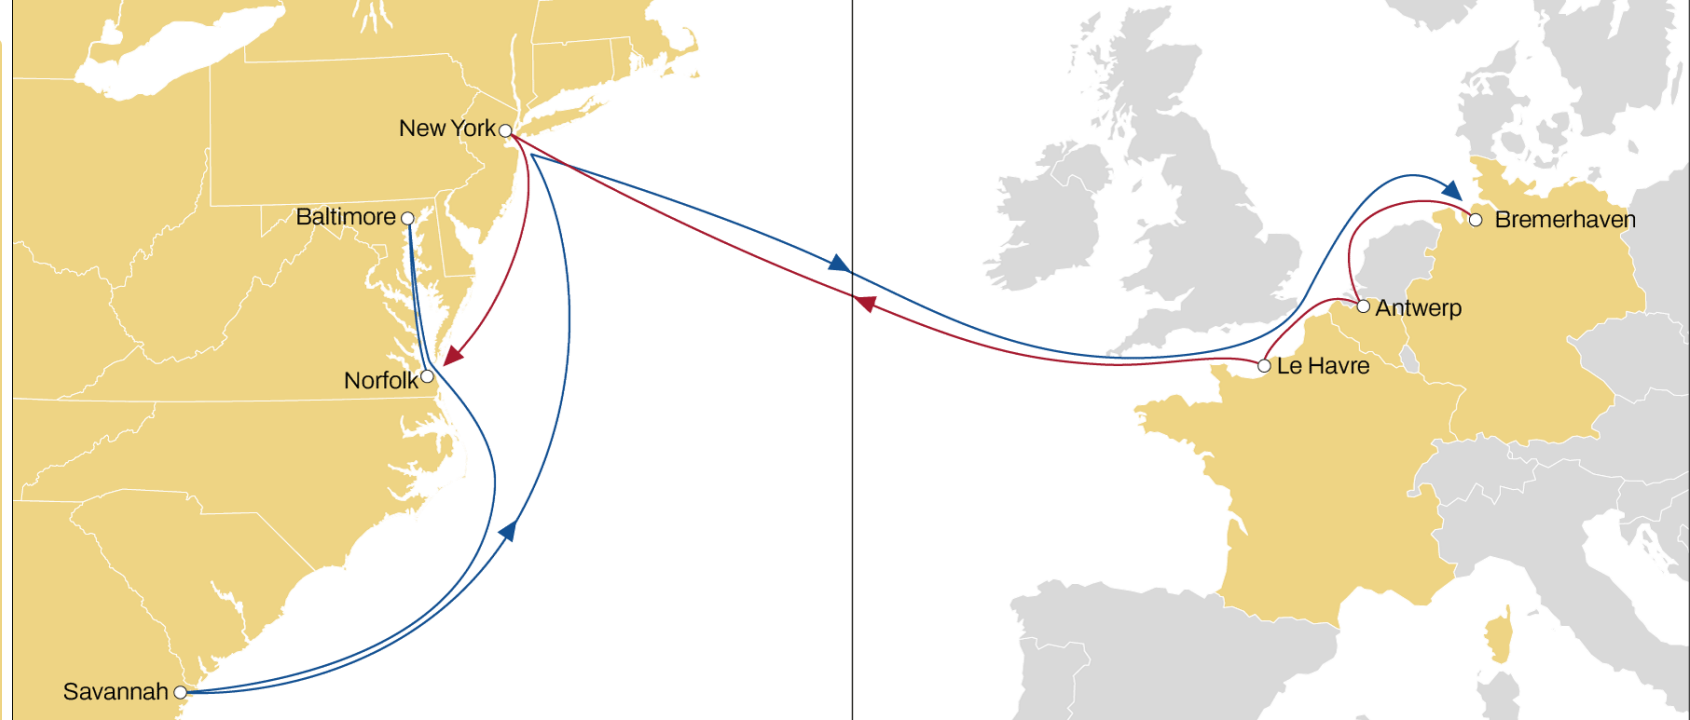 New York
Baltimore
Norfolk
Savannah
Bremerhaven
Antwerp
Le Havre